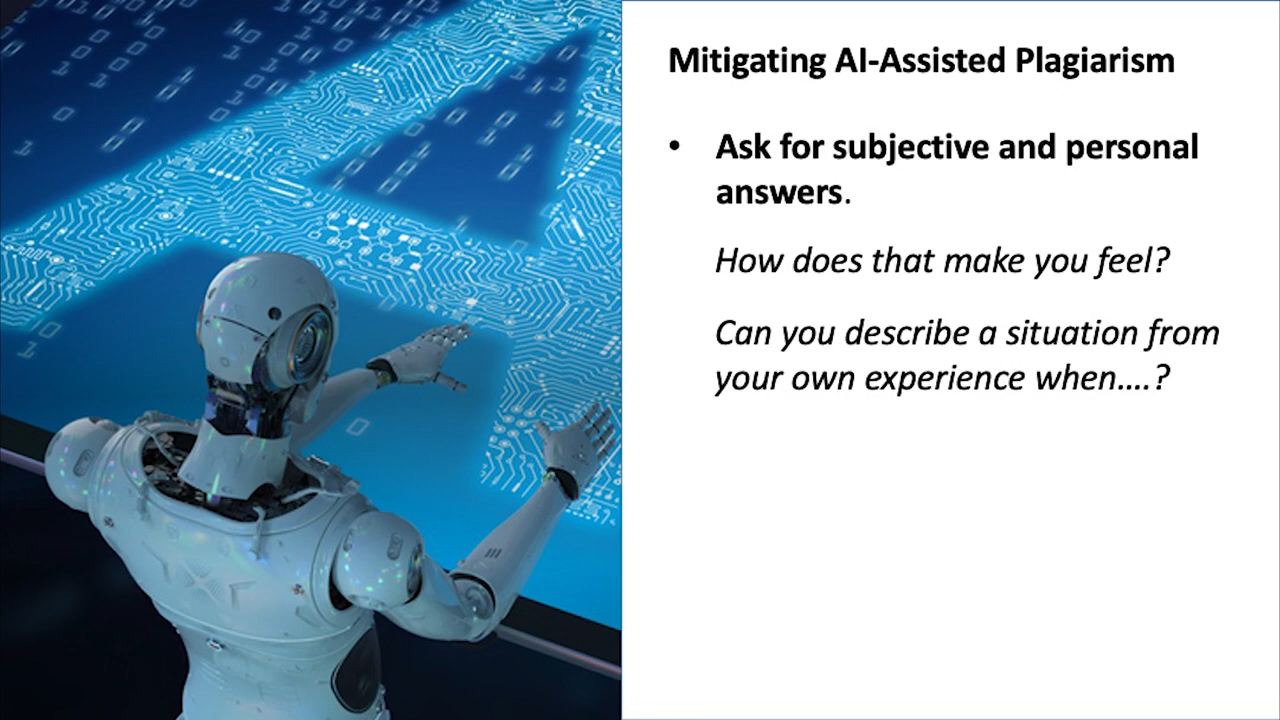 Mitigating AI-Assisted Plagiarism
• Ask for subjective and personal
answers.
How does that make you feel?
Can you describe a situation from
your own experience when....?